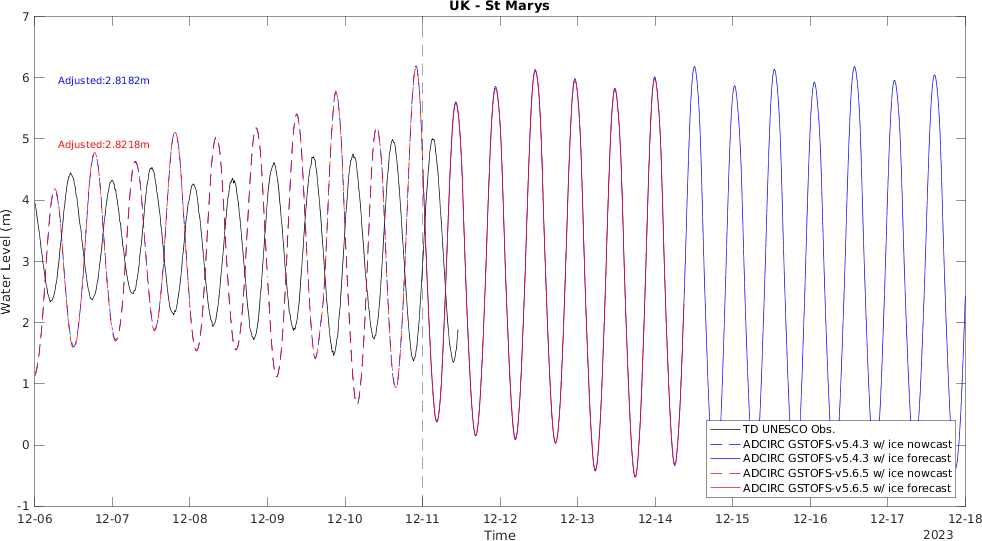 UK - St Marys
7
6
5
4
3
2
1
0
-1
Water Level (m)
Adjusted:2.8182m
Adjusted:2.8218m
TD UNESCO Obs.
ADCIRC GSTOFS-v5.4.3 w/ ice nowcast
ADCIRC GSTOFS-v5.4.3 w/ ice forecast
ADCIRC GSTOFS-v5.6.5 w/ ice nowcast
ADCIRC GSTOFS-v5.6.5 w/ ice forecast
12-06 12-07 12-08 12-09 12-10 12-11 12-12 12-13 12-14 12-15 12-16 12-17 12-18
Time
2023